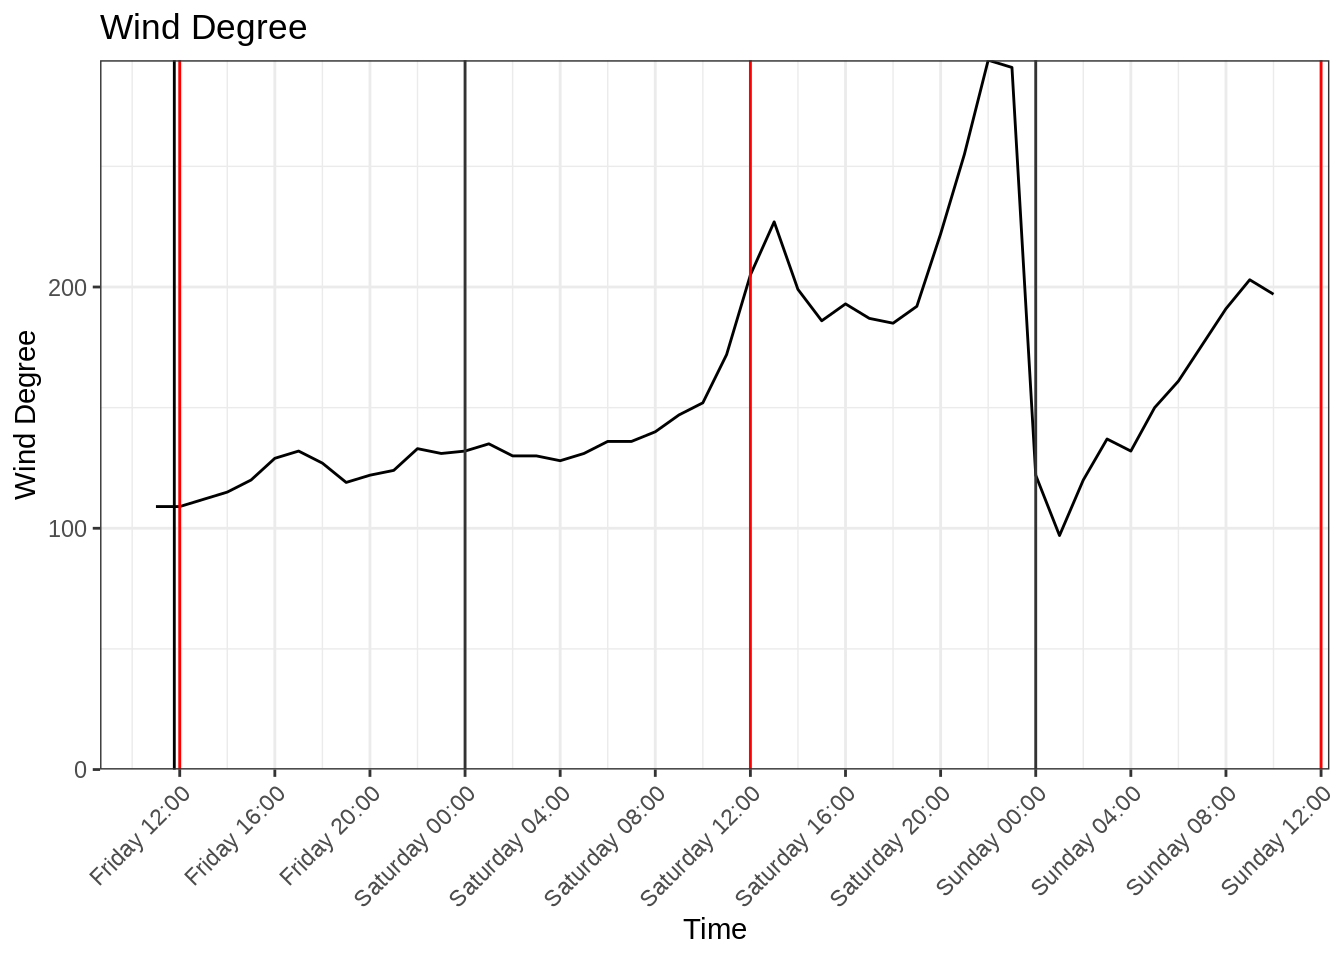 Wind Degree
Wind Degree
200
100
0
Friday 12:00
Friday 16:00
Friday 20:00
Saturday 00:00
Saturday 04:00
Saturday 08:00
Saturday 12:00
Saturday 16:00
Saturday 20:00
Sunday 00:00
Sunday 04:00
Sunday 08:00
Sunday 12:00
Time